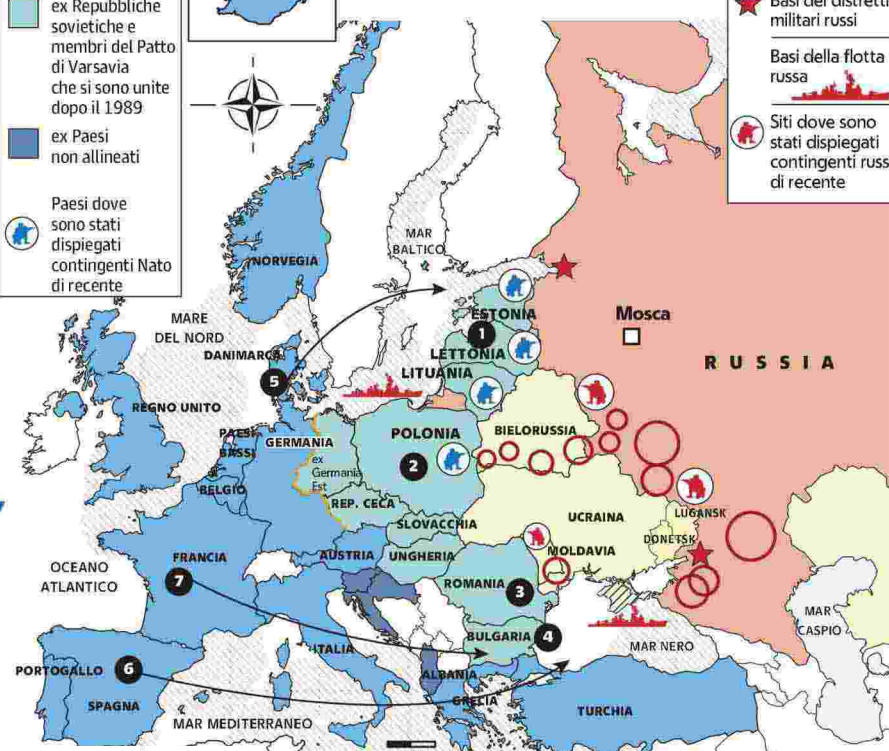 ex Repubbliche
sovietiche e
membri del Patto
di Varsavia
che si sono unite
dopo il 1989
ex Paesi
non allineati
Paesi dove
sono stati
dispiegati
contingenti Nato
di recente
Basi dei distretti
militari russi
Basi della flotta
russa
Siti dove sono
stati dispiegati
contingenti russ
di recente
NORVEGIA
MAR
BALTICO
MARE
DEL NORD
DANIMARCA
ESTONIA
1
LETTONIA
LITUANIA
Mosca
RUSSIA
5
REGNO UNITO
PAESI
BASSI
GERMANIA
BELGIO
ex
Germania
Est
POLONIA
2
BIELORUSSIA
REP. CECA
SLOVACCHIA
UCRAINA
LUGANSK
DONETSK
AUSTRIA
UNGHERIA
MOLDAVIA
OCEANO
ATLANTICO
FRANCIA
7
ROMANIA
3
BULGARIA
4
MAR
CASPIO
MAR NERO
ITALIA
PORTOGALLO
6
SPAGNA
ALBANIA
GRECIA
TURCHIA
MAR MEDITERRANEO